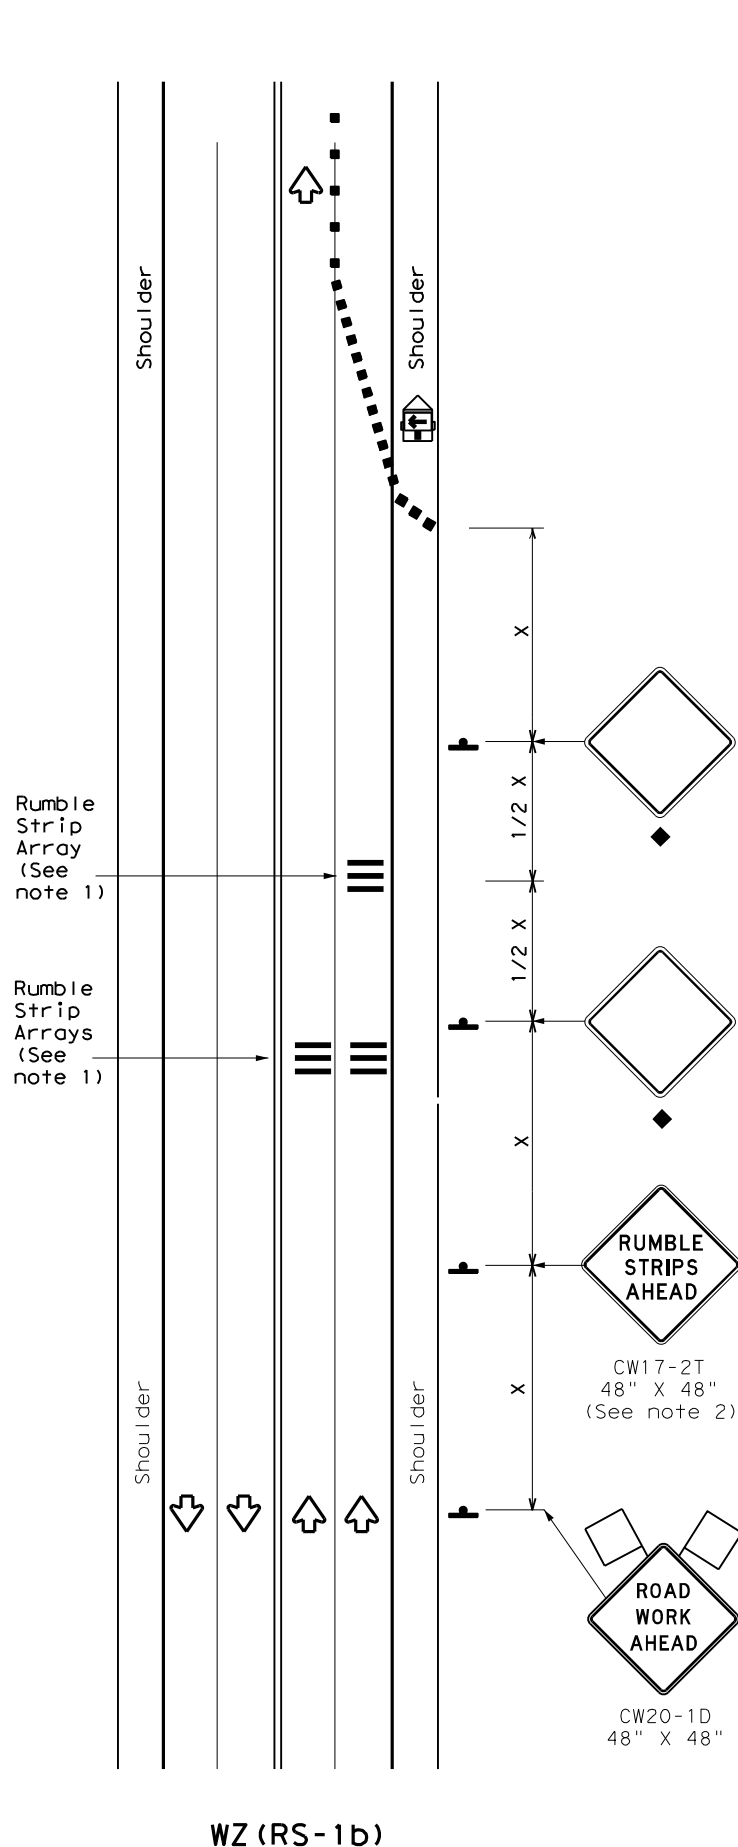 Shoulder
Shoulder
X
1/2 X
Rumble
Strip
Array
(See
note 1)
1/2 X
Rumble
Strip
Arrays
(See
note 1)
X
RUMBLE
STRIPS
AHEAD
CW17-2T
48" X 48"
(See note 2)
X
Shoulder
Shoulder
ROAD
WORK
AHEAD
CW20-1D
48" X 48"
WZ(RS-1b)